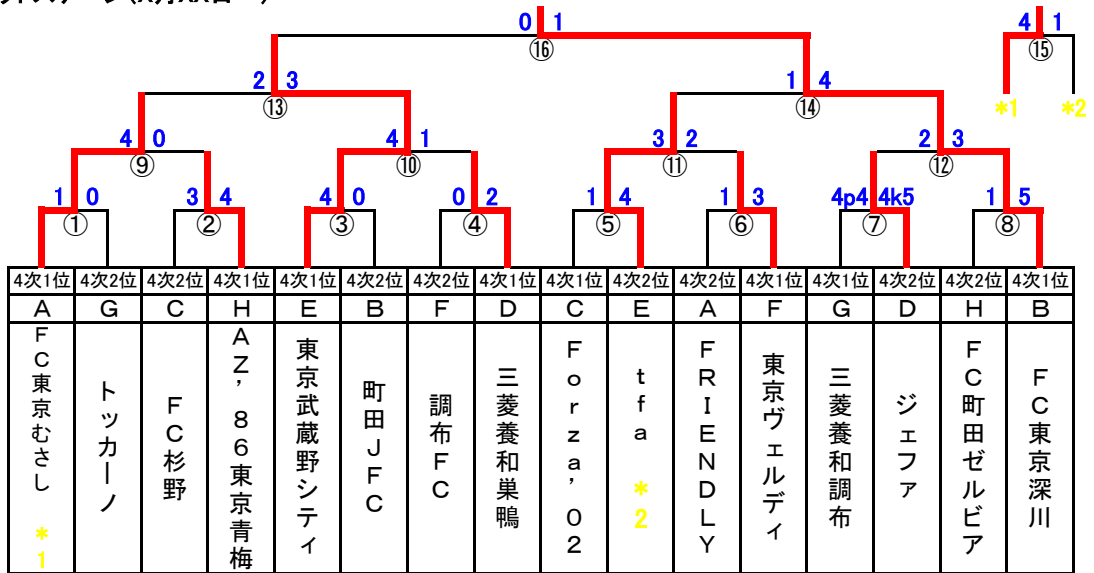 0 1
⑯
4 1
⑮
*1 *2
2 3
⑬
1 4
⑭
4 0
⑨
4 1
⑩
3 2
⑪
2 3
⑫
1 0
①
3 4
②
4 0
③
0 2
④
1 4
⑤
1 3
⑥
4p4 4k5
⑦
1 5
⑧
4次1位 4次2位 4次2位 4次1位 4次1位 4次2位 4次2位 4次1位 4次1位 4次2位 4次2位 4次1位 4次1位 4次2位 4次2位 4次1位
A G C H E B F D C E A F G D H B
FC東京むさし *1
トッカーノ
FC杉野
AZ’86東京青梅
東京武蔵野シティ
町田JFC
調布FC
三菱養和巣鴨
Forza’02
tfa *2
FRIENDLY
東京ヴェルディ
三菱養和調布
ジェファ
FC町田ゼルビア
FC東京深川